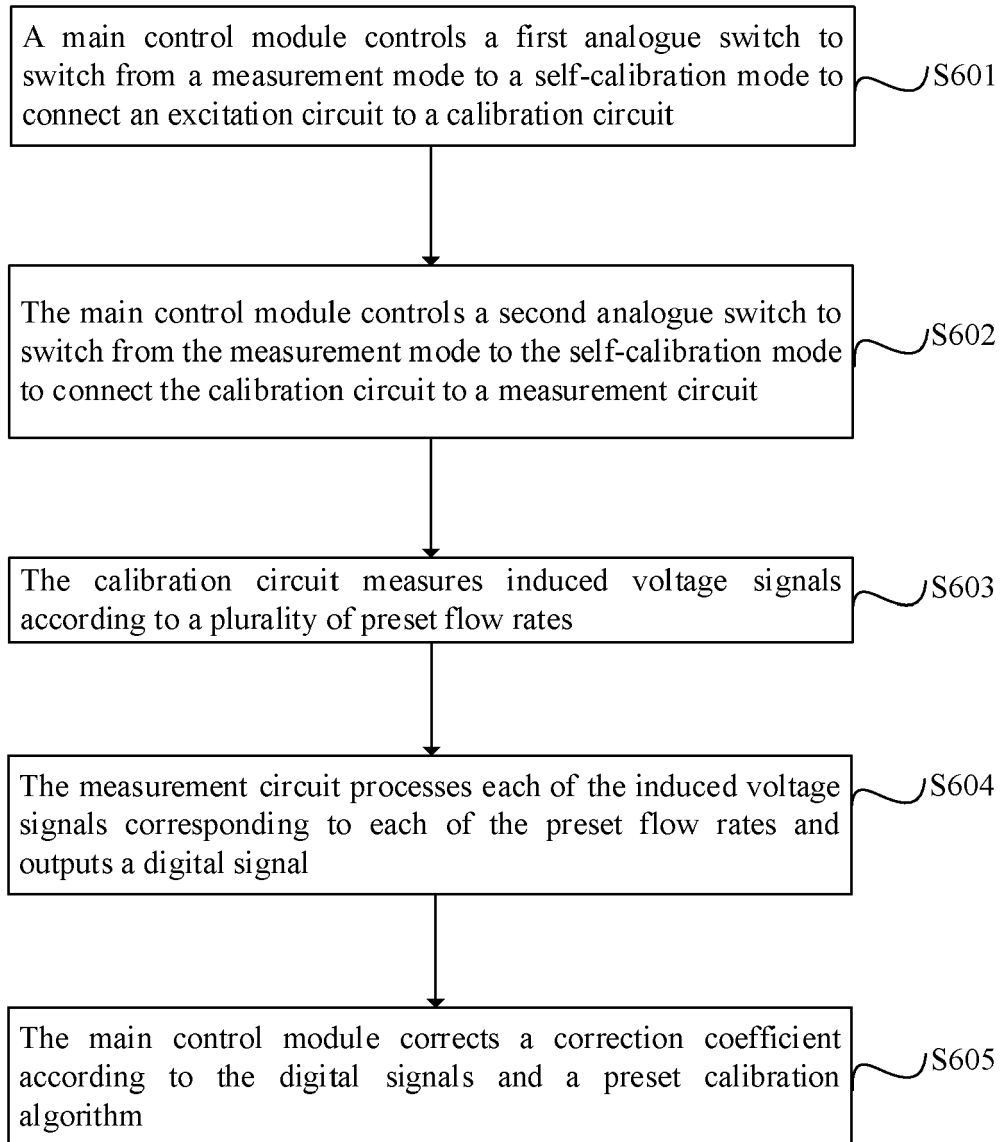 A main control module controls a first analogue switch to
switch from a measurement mode to a self-calibration mode to
connect an excitation circuit to a calibration circuit
S601
The main control module controls a second analogue switch to
switch from the measurement mode to the self-calibration mode
to connect the calibration circuit to a measurement circuit
S602
The calibration circuit measures induced voltage signals
according to a plurality of preset flow rates
S603
The measurement circuit processes each of the induced voltage
signals corresponding to each of the preset flow rates and
outputs a digital signal
S604
The main control module corrects a correction coefficient
according to the digital signals and a preset calibration
algorithm
S605